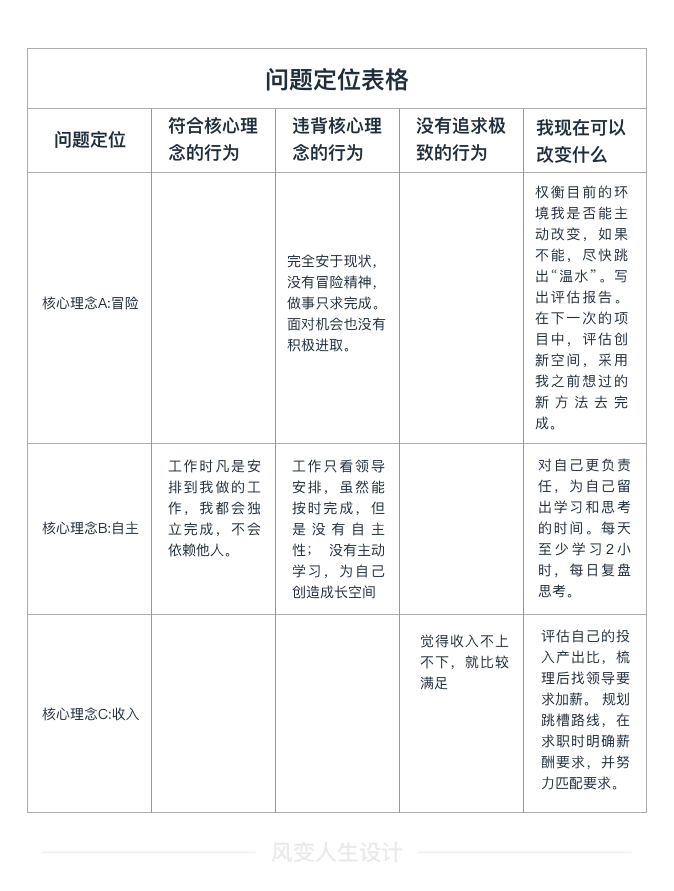 问题定位表格
问题定位
符合核心理
念的行为
违背核心理
念的行为
没有追求极
致的行为
我现在可以
改变什么
核心理念A:冒险
完全安于现状，
没有冒险精神，
做事只求完成。
面对机会也没有
积极进取。
权衡目前的环
境我是否能主
动改变，如果
不能，尽快跳
出“温水”。写
出评估报告。
在下一次的项
目中，评估创
新空间，采用
我之前想过的
新方法去完
成。
核心理念B:自主
工作时凡是安
排到我做的工
作，我都会独
立完成，不会
依赖他人。
工作只看领导
安排，虽然能
按时完成，但
是没有自主
性； 没有主动
学习，为自己
创造成长空间
对自己更负责
任，为自己留
出学习和思考
的时间。每天
至少学习2小
时，每日复盘
思考。
核心理念C:收入
觉得收入不上
不下，就比较
满足
评估自己的投
入产出比，梳
理后找领导要
求加薪。 规划
跳槽路线，在
求职时明确薪
酬要求，并努
力匹配要求。
风变人生设计